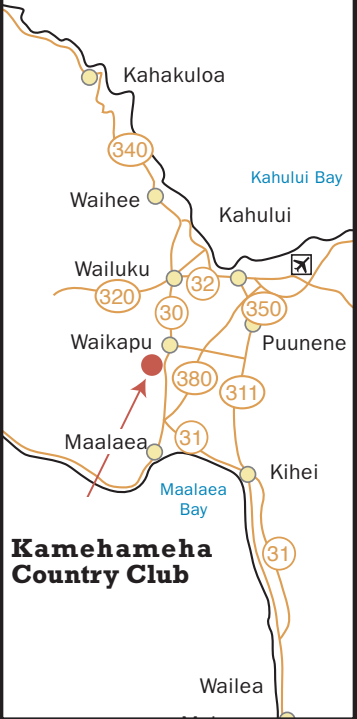 Kahakuloa
340
Kahului Bay
Waihee
Kahului
Wailuku
32
320
350
30
Waikapu
Puunene
380
311
31
Maalaea
Kihei
Maalaea
Bay
Kamehameha
Country Club
31
Wailea